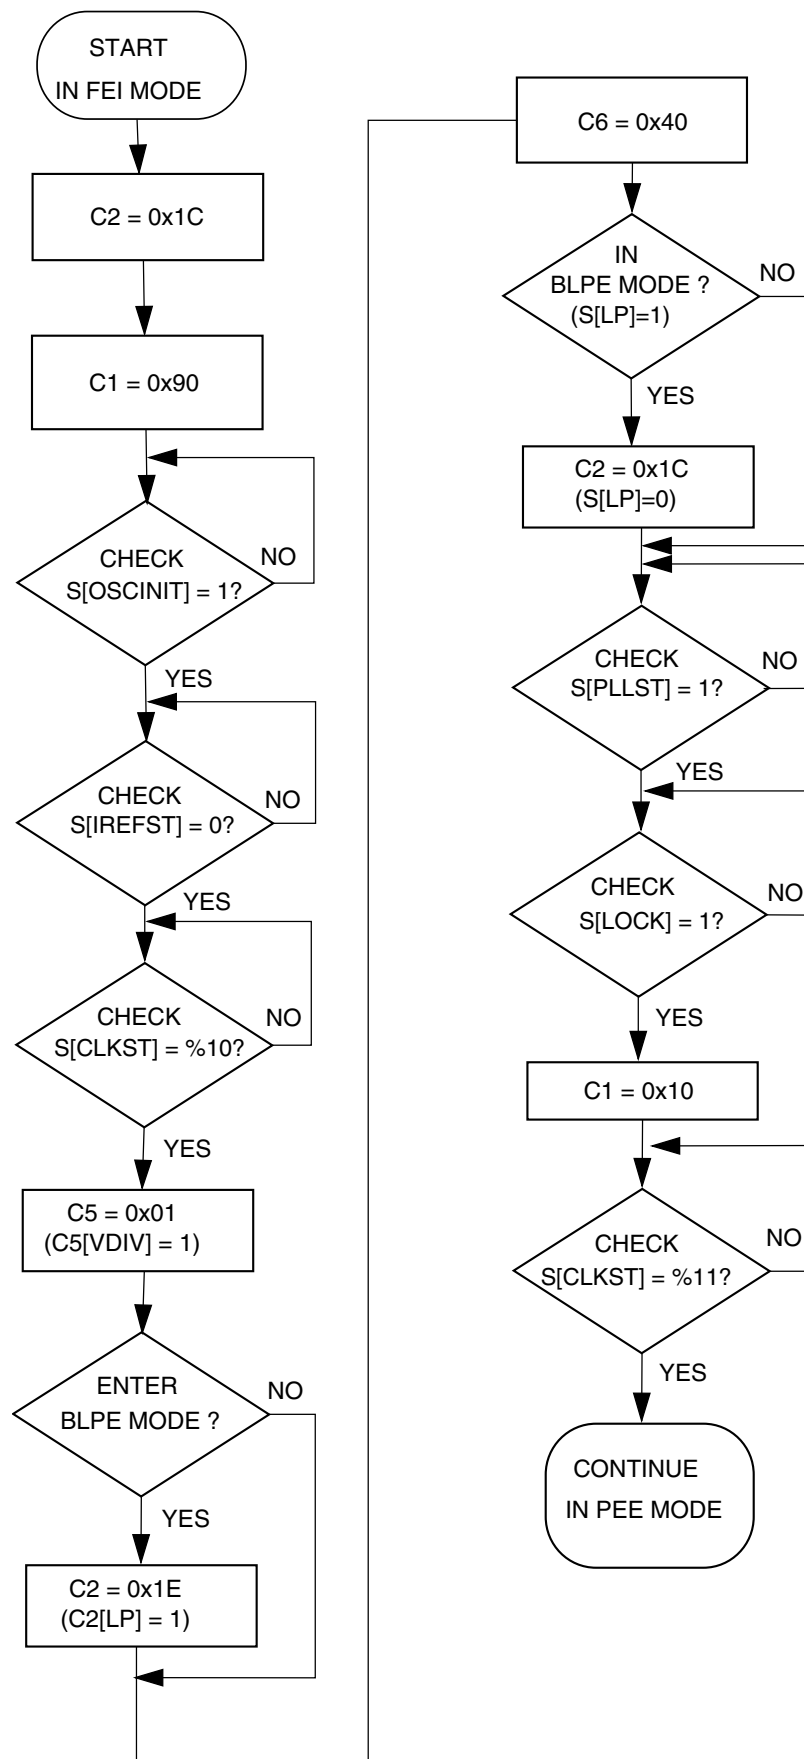 START
IN FEI MODE
C2 = 0x1C
C1 = 0x90
CHECK
S[OSCINIT] = 1?
NO
YES
CHECK
S[IREFST] = 0?
NO
YES
CHECK
S[CLKST] = %10?
NO
YES
C5 = 0x01
(C5[VDIV] = 1)
ENTER
BLPE MODE ?
NO
YES
C2 = 0x1E
(C2[LP] = 1)
C6 = 0x40
IN
BLPE MODE ?
(S[LP]=1)
NO
YES
C2 = 0x1C
(S[LP]=0)
CHECK
S[PLLST] = 1?
NO
YES
CHECK
S[LOCK] = 1?
NO
YES
C1 = 0x10
CHECK
S[CLKST] = %11?
NO
YES
CONTINUE
IN PEE MODE